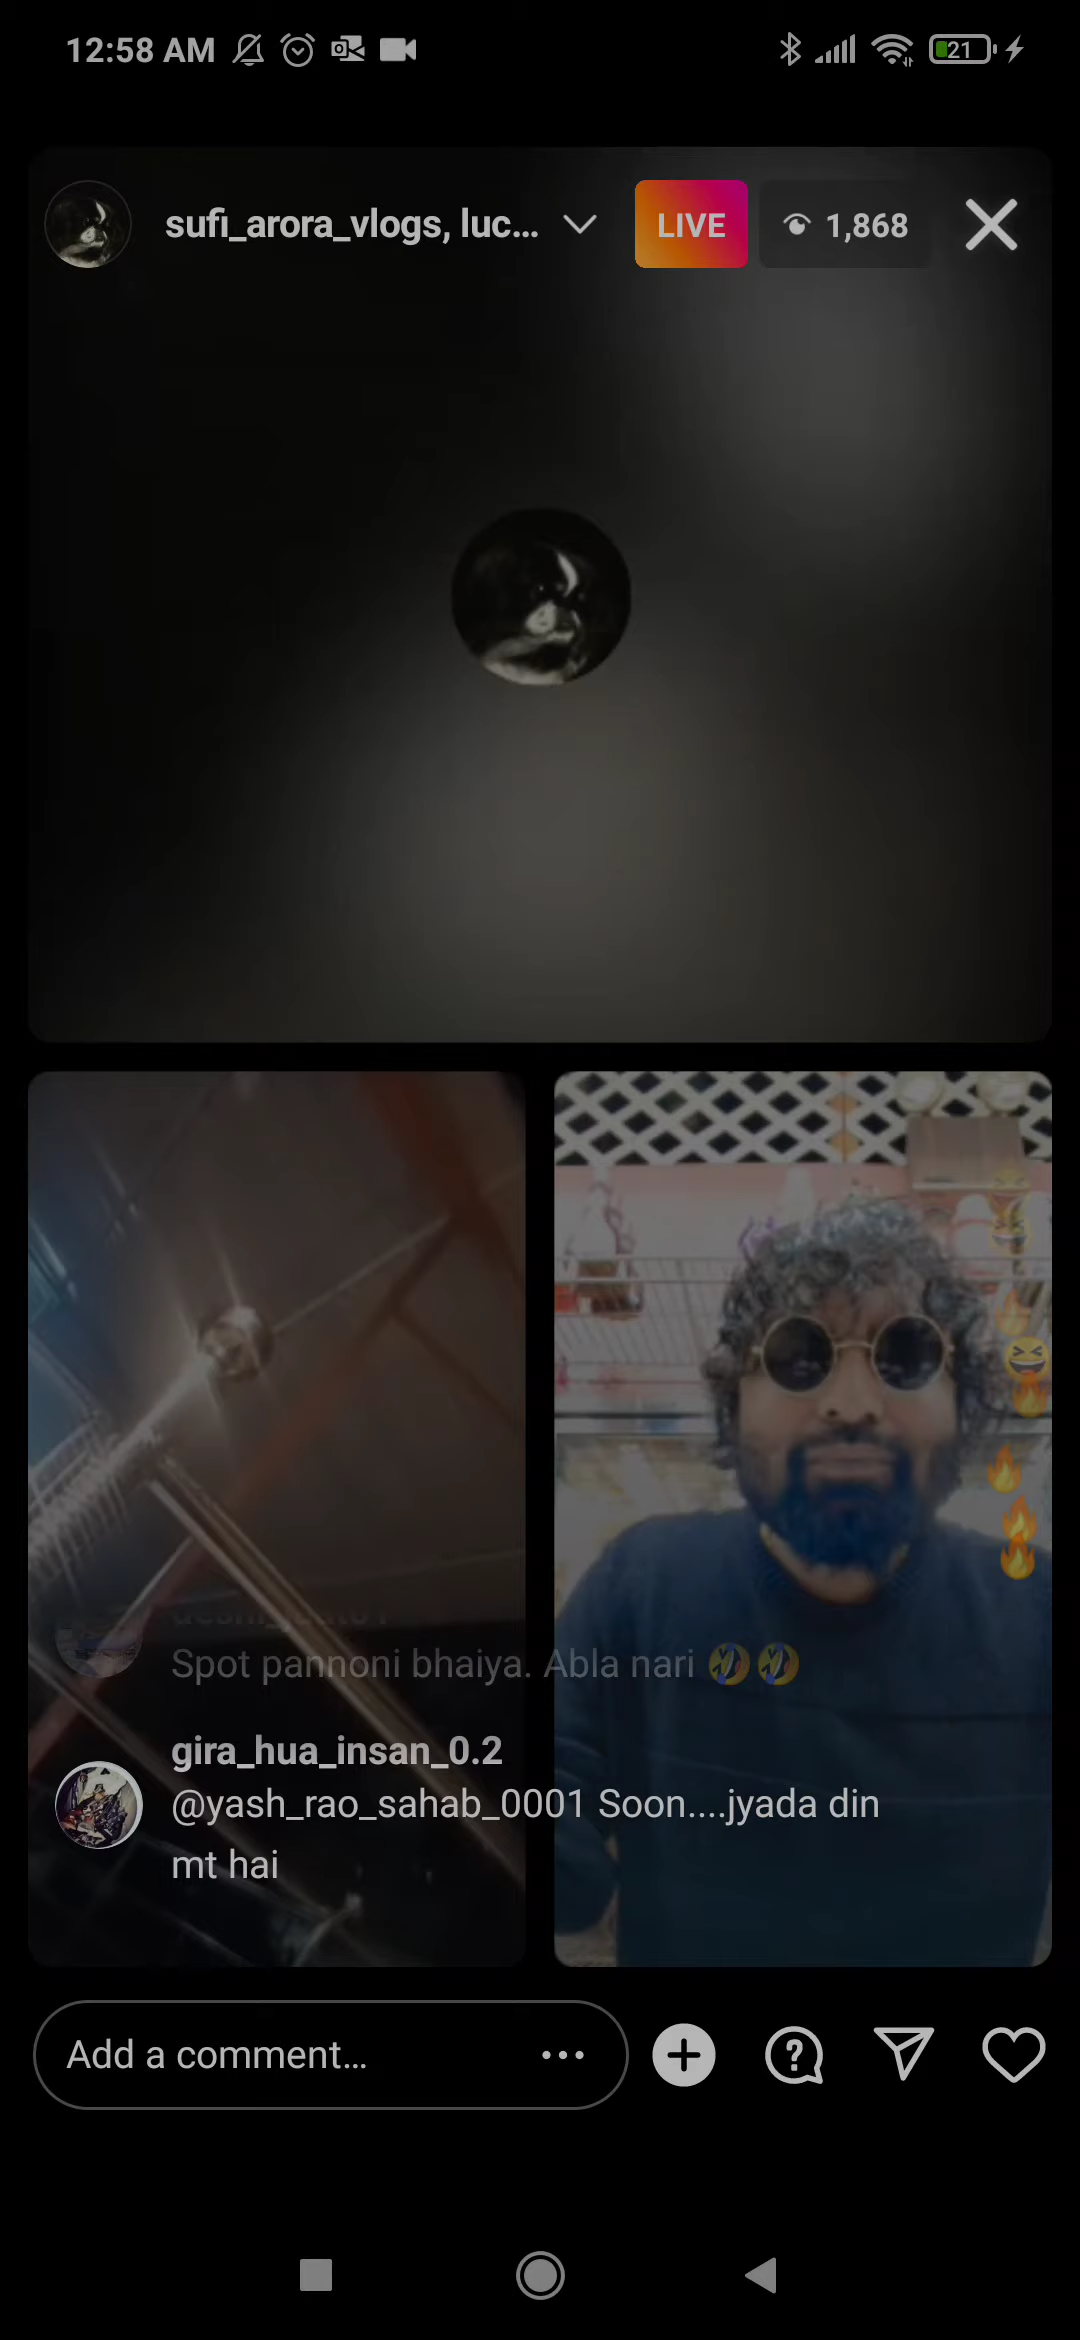 12:58 AM 21
sufi_arora_vlogs, luc... LIVE 1,868
Spot pannoni bhaiya. Abla nari 🤣🤣
gira_hua_insan_0.2
@yash_rao_sahab_0001 Soon....jyada din
mt hai
Add a comment...